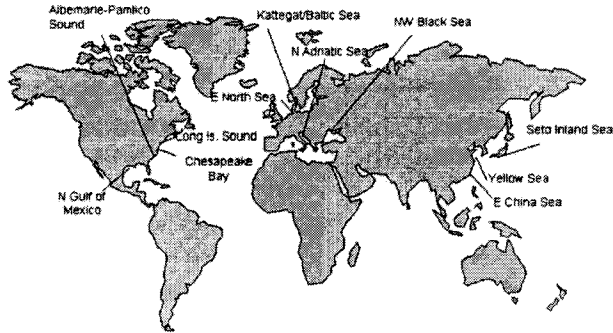 Albemarle-Pamlico
Sound
Kattegat/Baltic Sea
NW Black Sea
N Adriatic Sea
E North Sea
Long Is. Sound
Chesapeake
Bay
N Gulf of
Mexico
Seto Inland Sea
Yellow Sea
E China Sea